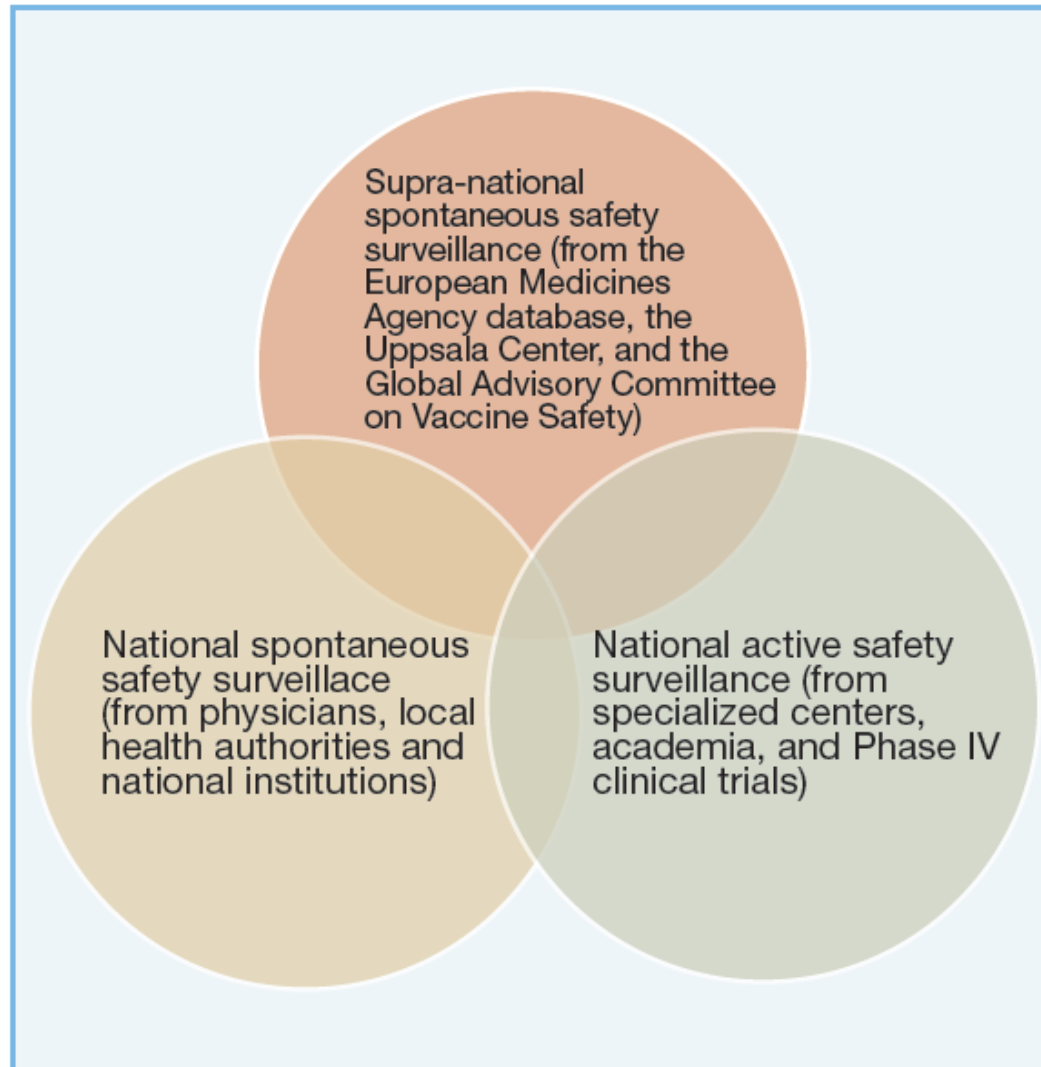 Supra-national
spontaneous safety
surveillance (from the
European Medicines
Agency database, the
Uppsala Center, and the
Global Advisory Committee
on Vaccine Safety)
National spontaneous
safety surveillace
(from physicians, local
health authorities and
national institutions)
National active safety
surveillance (from
specialized centers,
academia, and Phase IV
clinical trials)